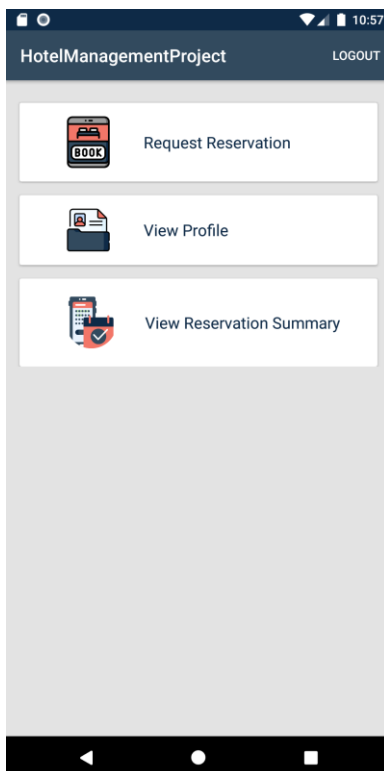 10:57
HotelManagementProject LOGOUT
BOOK
Request Reservation
View Profile
View Reservation Summary